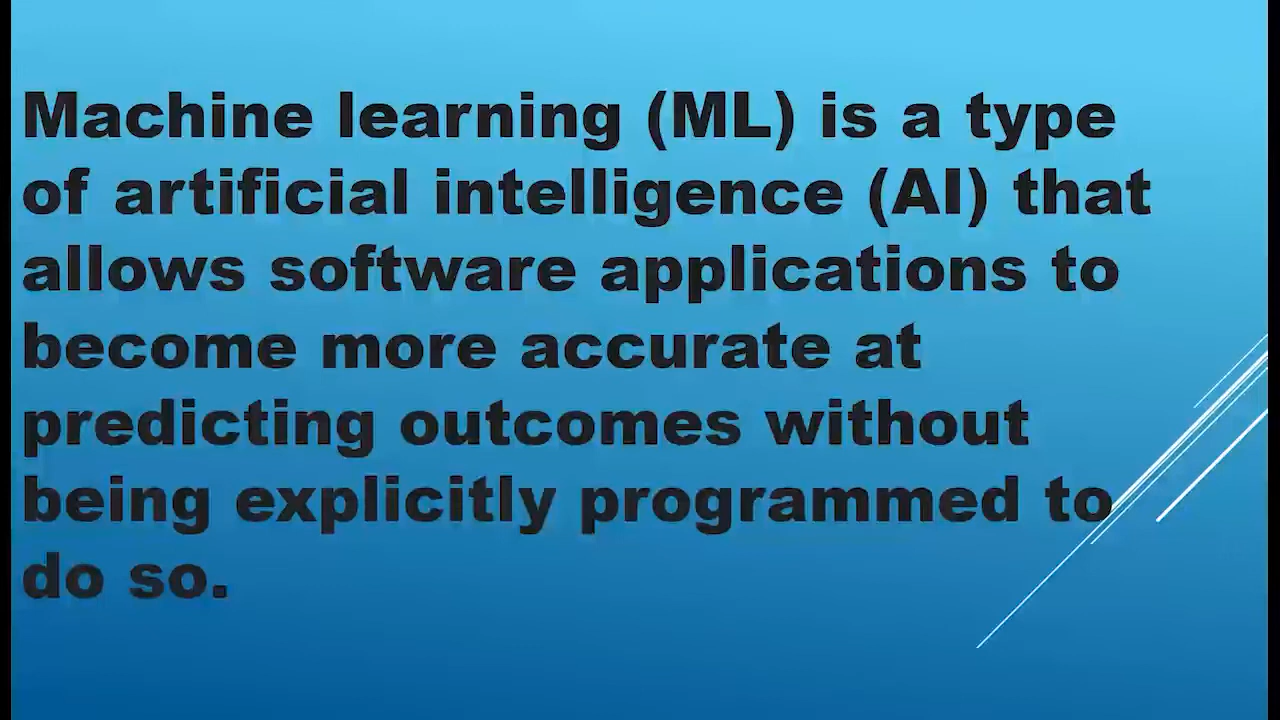 Machine learning (ML) is a type
of artificial intelligence (AI) that
allows software applications to
become more accurate at
predicting outcomes without
being explicitly programmed to
do so.